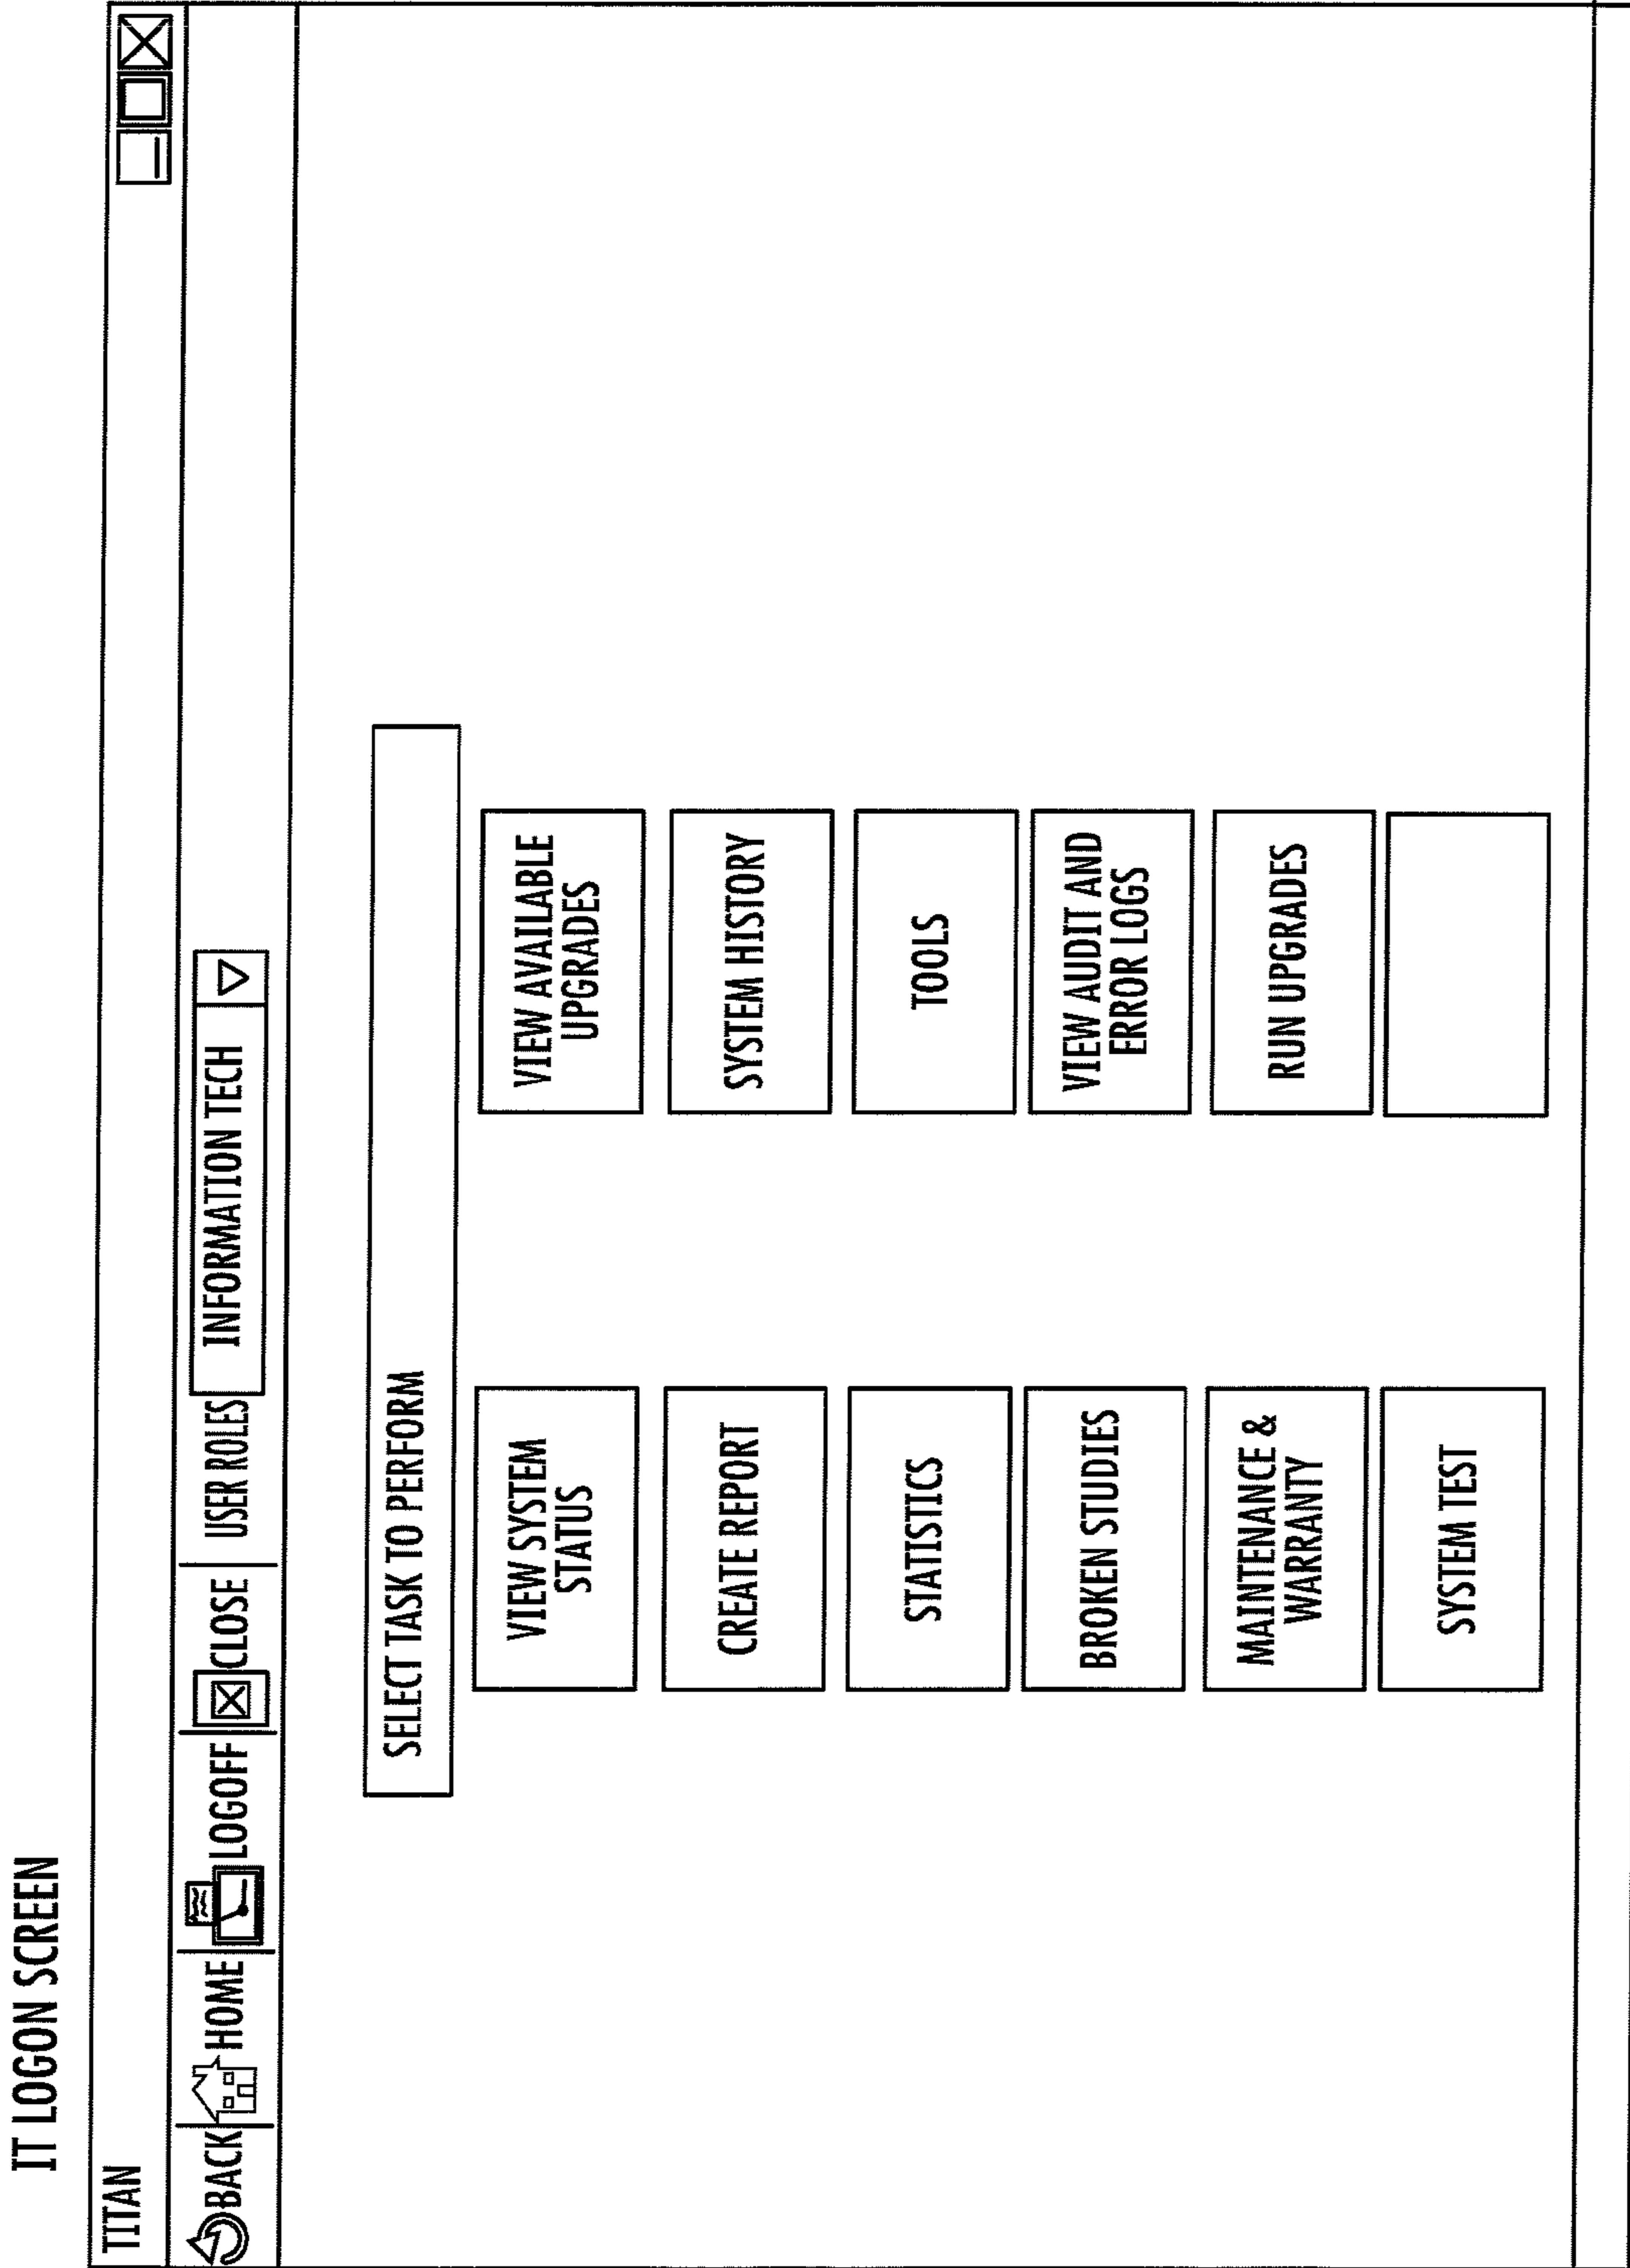 IT LOGON SCREEN
TITAN
BACK HOME LOGOFF CLOSE USER ROLES INFORMATION TECH
SELECT TASK TO PERFORM
VIEW SYSTEM
STATUS
VIEW AVAILABLE
UPGRADES
CREATE REPORT
SYSTEM HISTORY
STATISTICS
TOOLS
BROKEN STUDIES
VIEW AUDIT AND
ERROR LOGS
MAINTENANCE &
WARRANTY
RUN UPGRADES
SYSTEM TEST